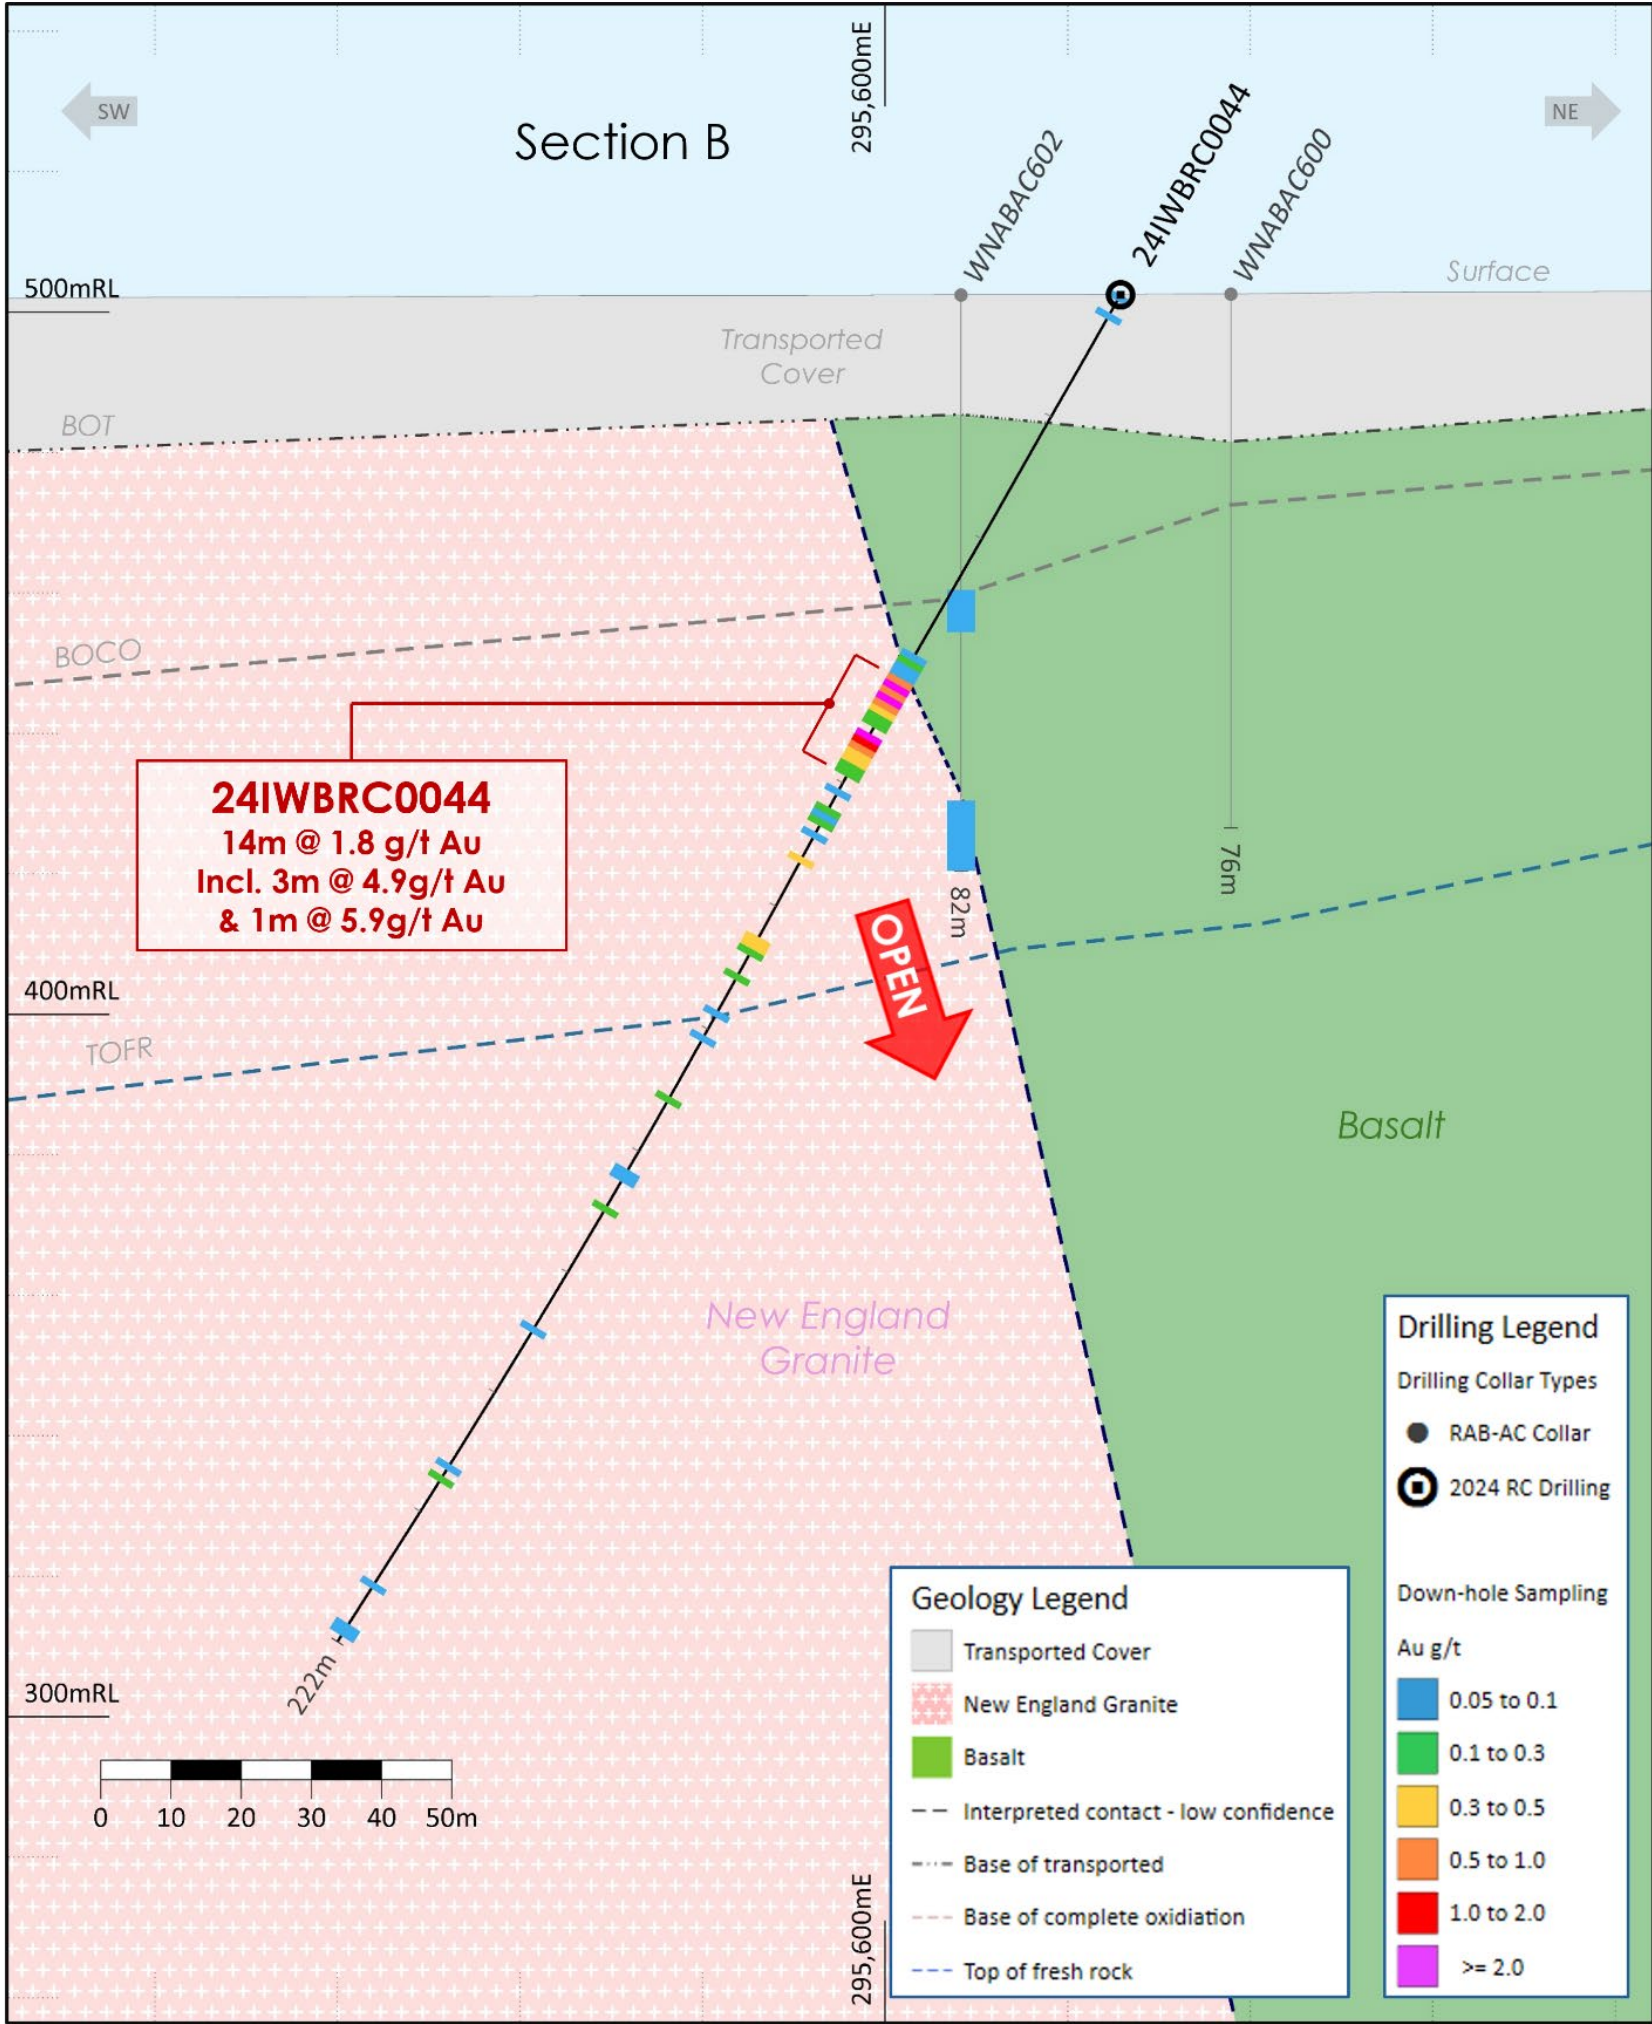 295,600mE
SW
NE
Section B
WNABAC602
24IWBRC0044
WNABAC600
Surface
500mRL
Transported
Cover
BOT
BOCO
24IWBRC0044
14m @ 1.8 g/t Au
Incl. 3m @ 4.9g/t Au
& 1m @ 5.9g/t Au
76m
82m
OPEN
400mRL
TOFR
Basalt
New England
Granite
222m
300mRL
0 10 20 30 40 50m
295,600mE
Geology Legend
Transported Cover
New England Granite
Basalt
Interpreted contact - low confidence
Base of transported
Base of complete oxidiation
Top of fresh rock
Drilling Legend
Drilling Collar Types
RAB-AC Collar
2024 RC Drilling
Down-hole Sampling
Au g/t
0.05 to 0.1
0.1 to 0.3
0.3 to 0.5
0.5 to 1.0
1.0 to 2.0
>= 2.0